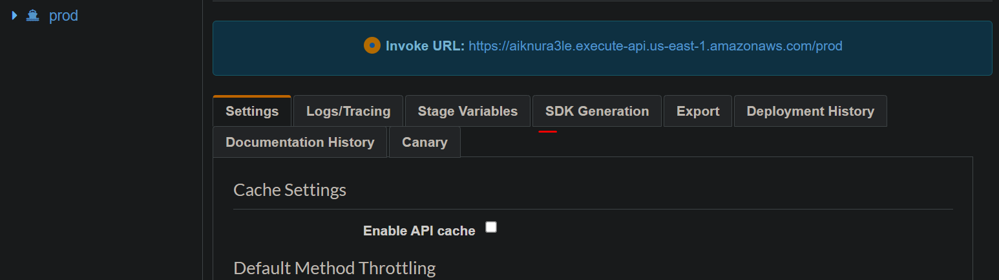 prod
Invoke URL: https://aiknura3le.execute-api.us-east-1.amazonaws.com/prod
Settings Logs/Tracing Stage Variables SDK Generation Export Deployment History
Documentation History Canary
Cache Settings
Enable API cache
Default Method Throttling